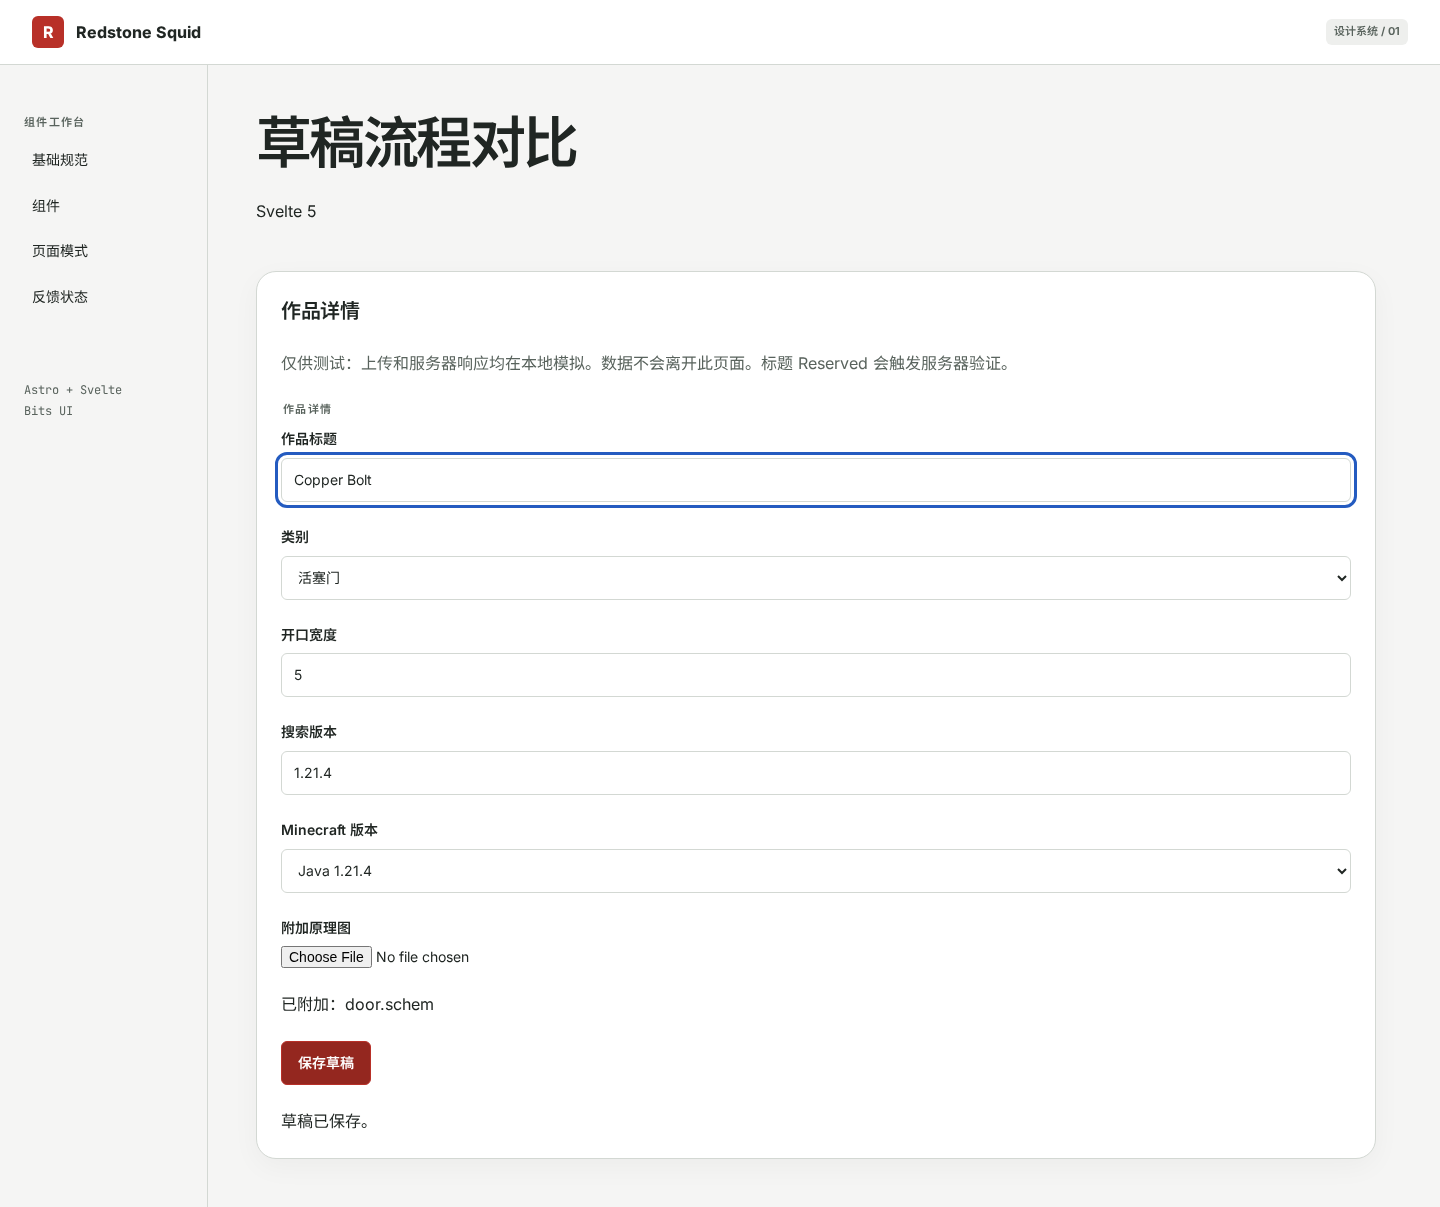 R Redstone Squid
设计系统 / 01
组件工作台
基础规范
组件
页面模式
反馈状态
Astro + Svelte
Bits UI
草稿流程对比
Svelte 5
作品详情
仅供测试：上传和服务器响应均在本地模拟。数据不会离开此页面。标题 Reserved 会触发服务器验证。
作品详情
作品标题
Copper Bolt
类别
活塞门
开口宽度
5
搜索版本
1.21.4
Minecraft 版本
Java 1.21.4
附加原理图
Choose File No file chosen
已附加：door.schem
保存草稿
草稿已保存。